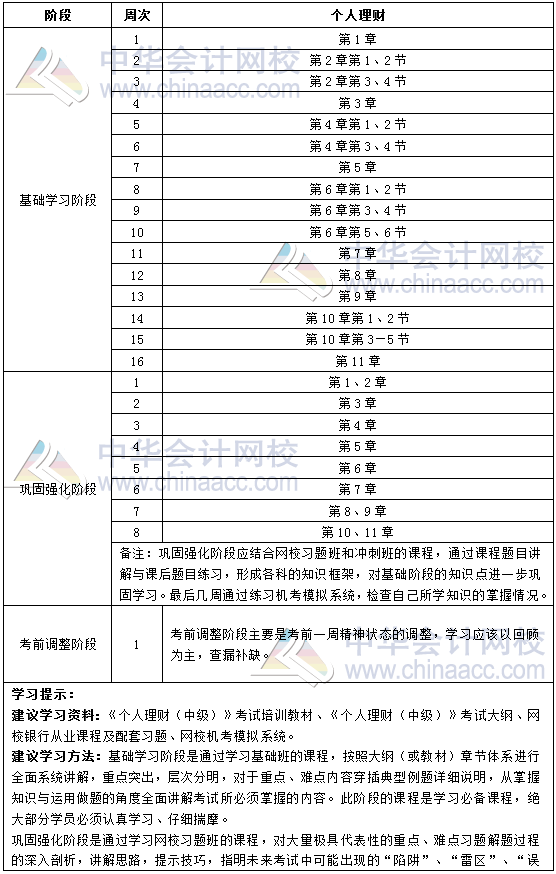 阶段 周次 个人理财
基础学习阶段
1 第1章
2 第2章第1、2节
3 第2章第3、4节
4 第3章
5 第4章第1、2节
6 第4章第3、4节
7 第5章
8 第6章第1、2节
9 第6章第3、4节
10 第6章第5、6节
11 第7章
12 第8章
13 第9章
14 第10章第1、2节
15 第10章第3—5节
16 第11章
巩固强化阶段
1 第1、2章
2 第3章
3 第4章
4 第5章
5 第6章
6 第7章
7 第8、9章
8 第10、11章
备注：巩固强化阶段应结合网校习题班和冲刺班的课程，通过课程题目讲
解与课后题目练习，形成各科的知识框架，对基础阶段的知识点进一步巩
固学习。最后几周通过练习机考模拟系统，检查自己所学知识的掌握情况。
考前调整阶段 1
考前调整阶段主要是考前一周精神状态的调整，学习应该以回顾
为主，查漏补缺。
学习提示：
建议学习资料：《个人理财（中级）》考试培训教材、《个人理财（中级）》考试大纲、网
校银行从业课程及配套习题、网校机考模拟系统。
建议学习方法：基础学习阶段是通过学习基础班的课程，按照大纲（或教材）章节体系进行
全面系统讲解，重点突出，层次分明，对于重点、难点内容穿插典型例题详细说明，从掌握
知识与运用做题的角度全面讲解考试所必须掌握的内容。此阶段的课程是学习必备课程，绝
大部分学员必须认真学习、仔细揣摩。
巩固强化阶段是通过学习网校习题班的课程，对大量极具代表性的重点、难点习题解题过程
的深入剖析，讲解思路，提示技巧，指明未来考试中可能出现的“陷阱”、“雷区”、“误
中华会计网校
www.chinaacc.com
中华会计网校
www.chinaacc.com
中华会计网校
www.chinaacc.com
中华会计网校
www.chinaacc.com